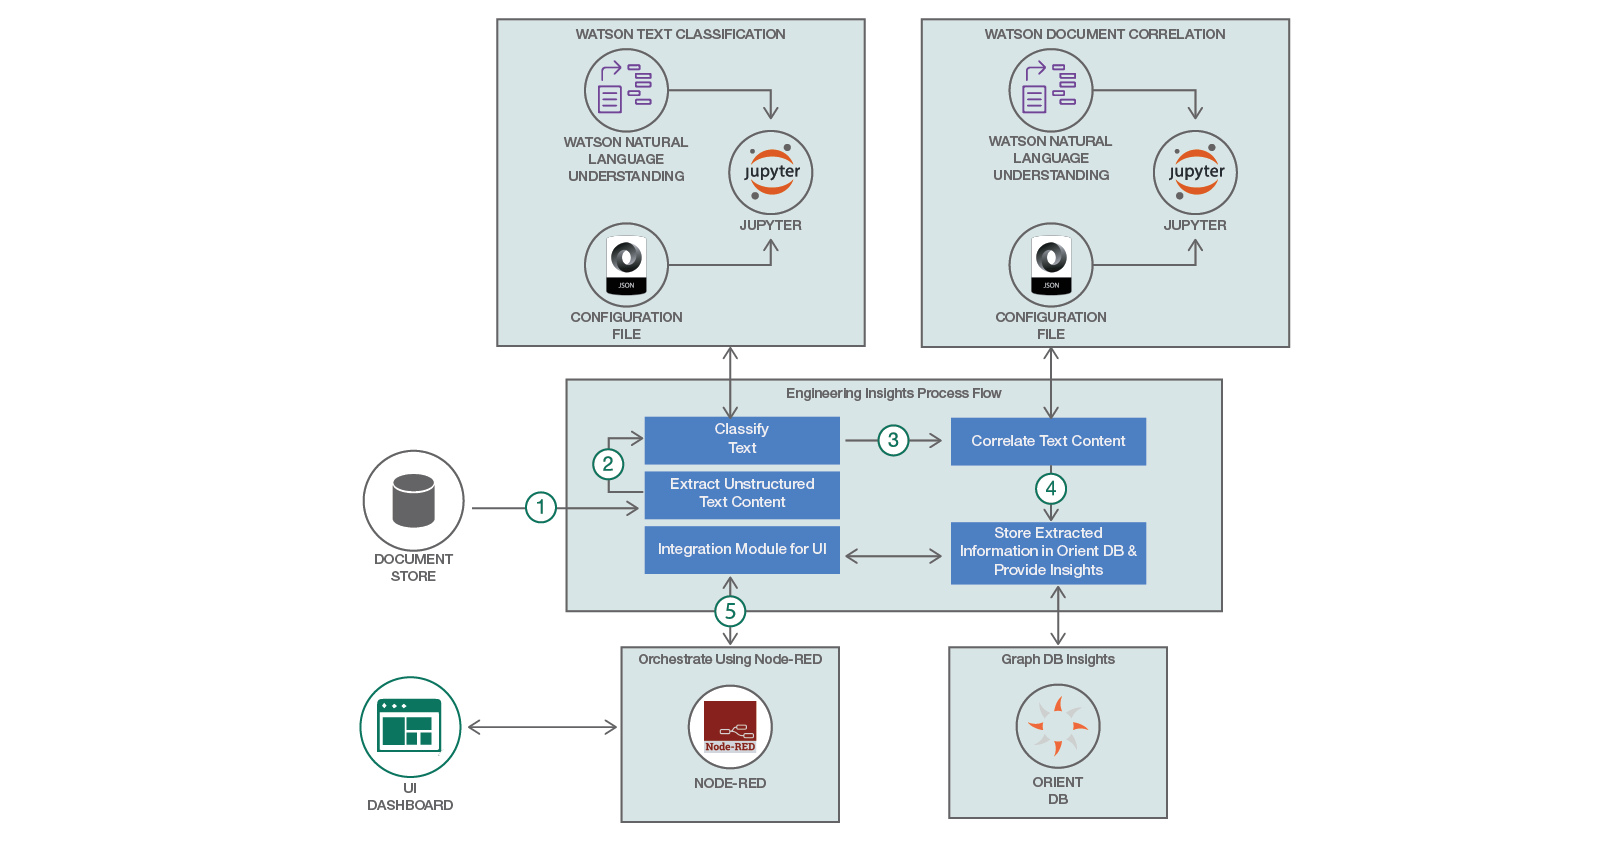 WATSON TEXT CLASSIFICATION
WATSON NATURAL
LANGUAGE
UNDERSTANDING
jupyter
JUPYTER
JSON
CONFIGURATION
FILE
WATSON DOCUMENT CORRELATION
WATSON NATURAL
LANGUAGE
UNDERSTANDING
jupyter
JUPYTER
JSON
CONFIGURATION
FILE
Engineering Insights Process Flow
Classify
Text
3
Correlate Text Content
2
Extract Unstructured
Text Content
4
1
DOCUMENT
STORE
Integration Module for UI
Store Extracted
Information in Orient DB &
Provide Insights
5
Orchestrate Using Node-RED
Node-RED
NODE-RED
Graph DB Insights
ORIENT
DB
UI
DASHBOARD